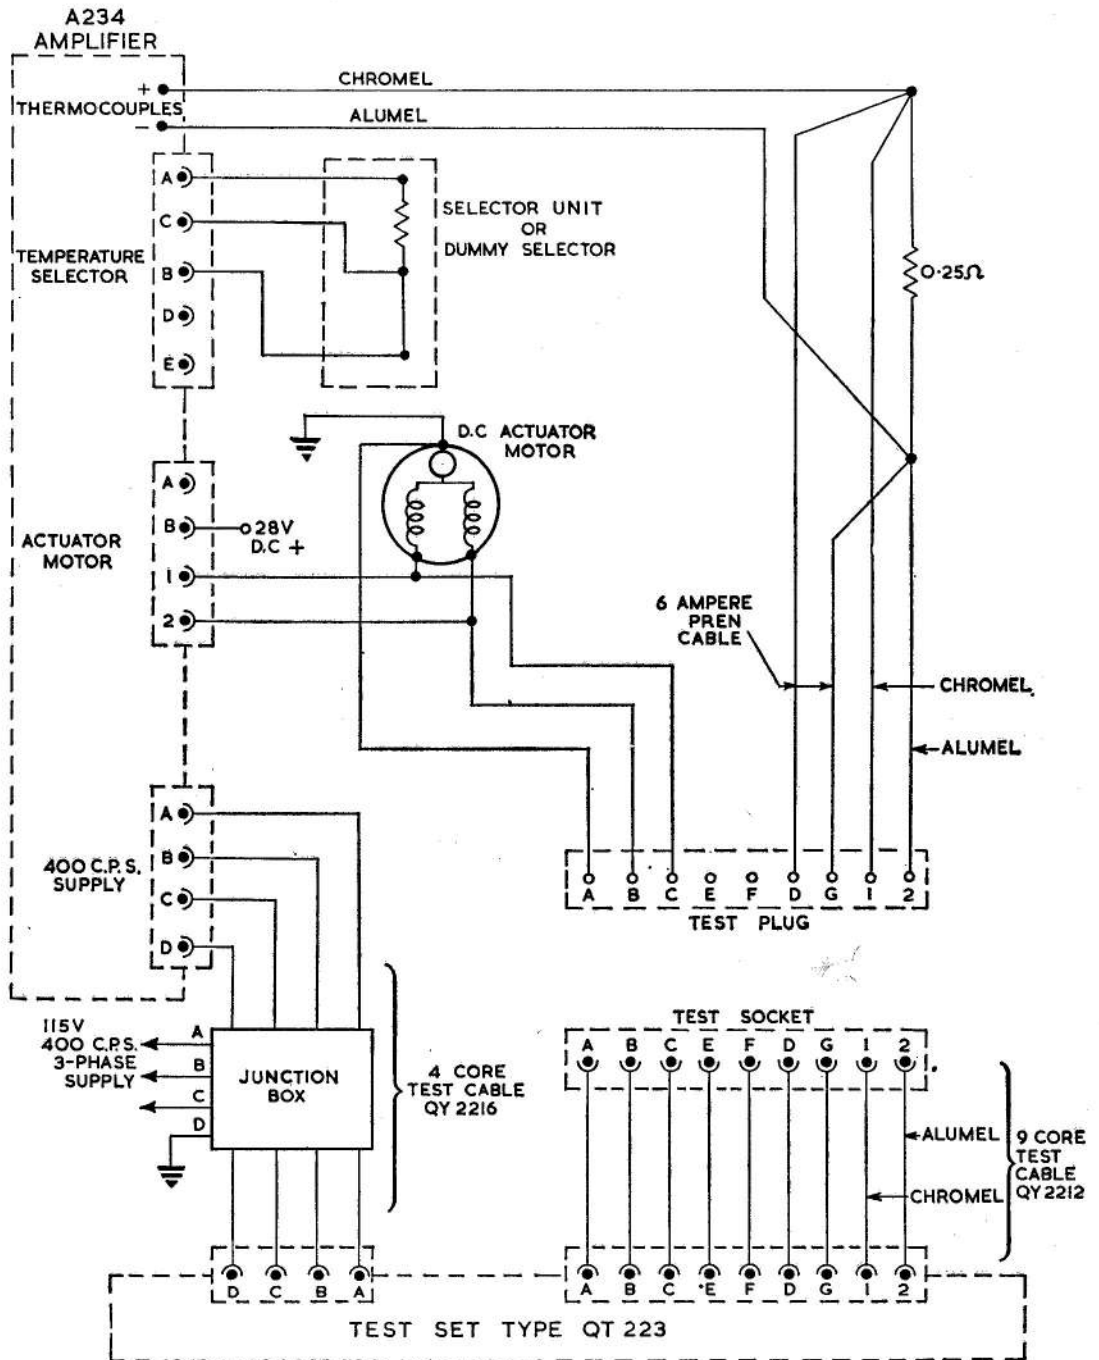 A234
AMPLIFIER
CHROMEL
+
THERMOCOUPLES
ALUMEL
-
A
C
TEMPERATURE
SELECTOR
B
D
E
SELECTOR UNIT
OR
DUMMY SELECTOR
0·25Ω
D.C ACTUATOR
MOTOR
A
B
28V
D.C +
ACTUATOR
MOTOR
1
2
6 AMPERE
PREN
CABLE
CHROMEL
ALUMEL
A
B
400 C.P.S.
SUPPLY
C
D
A B C E F D G 1 2
TEST PLUG
115V
400 C.P.S.
3-PHASE
SUPPLY
A
B
C
D
JUNCTION
BOX
4 CORE
TEST CABLE
QY 2216
TEST SOCKET
A B C E F D G 1 2
ALUMEL
CHROMEL
9 CORE
TEST
CABLE
QY 2212
D C B A
A B C E F D G 1 2
TEST SET TYPE QT 223